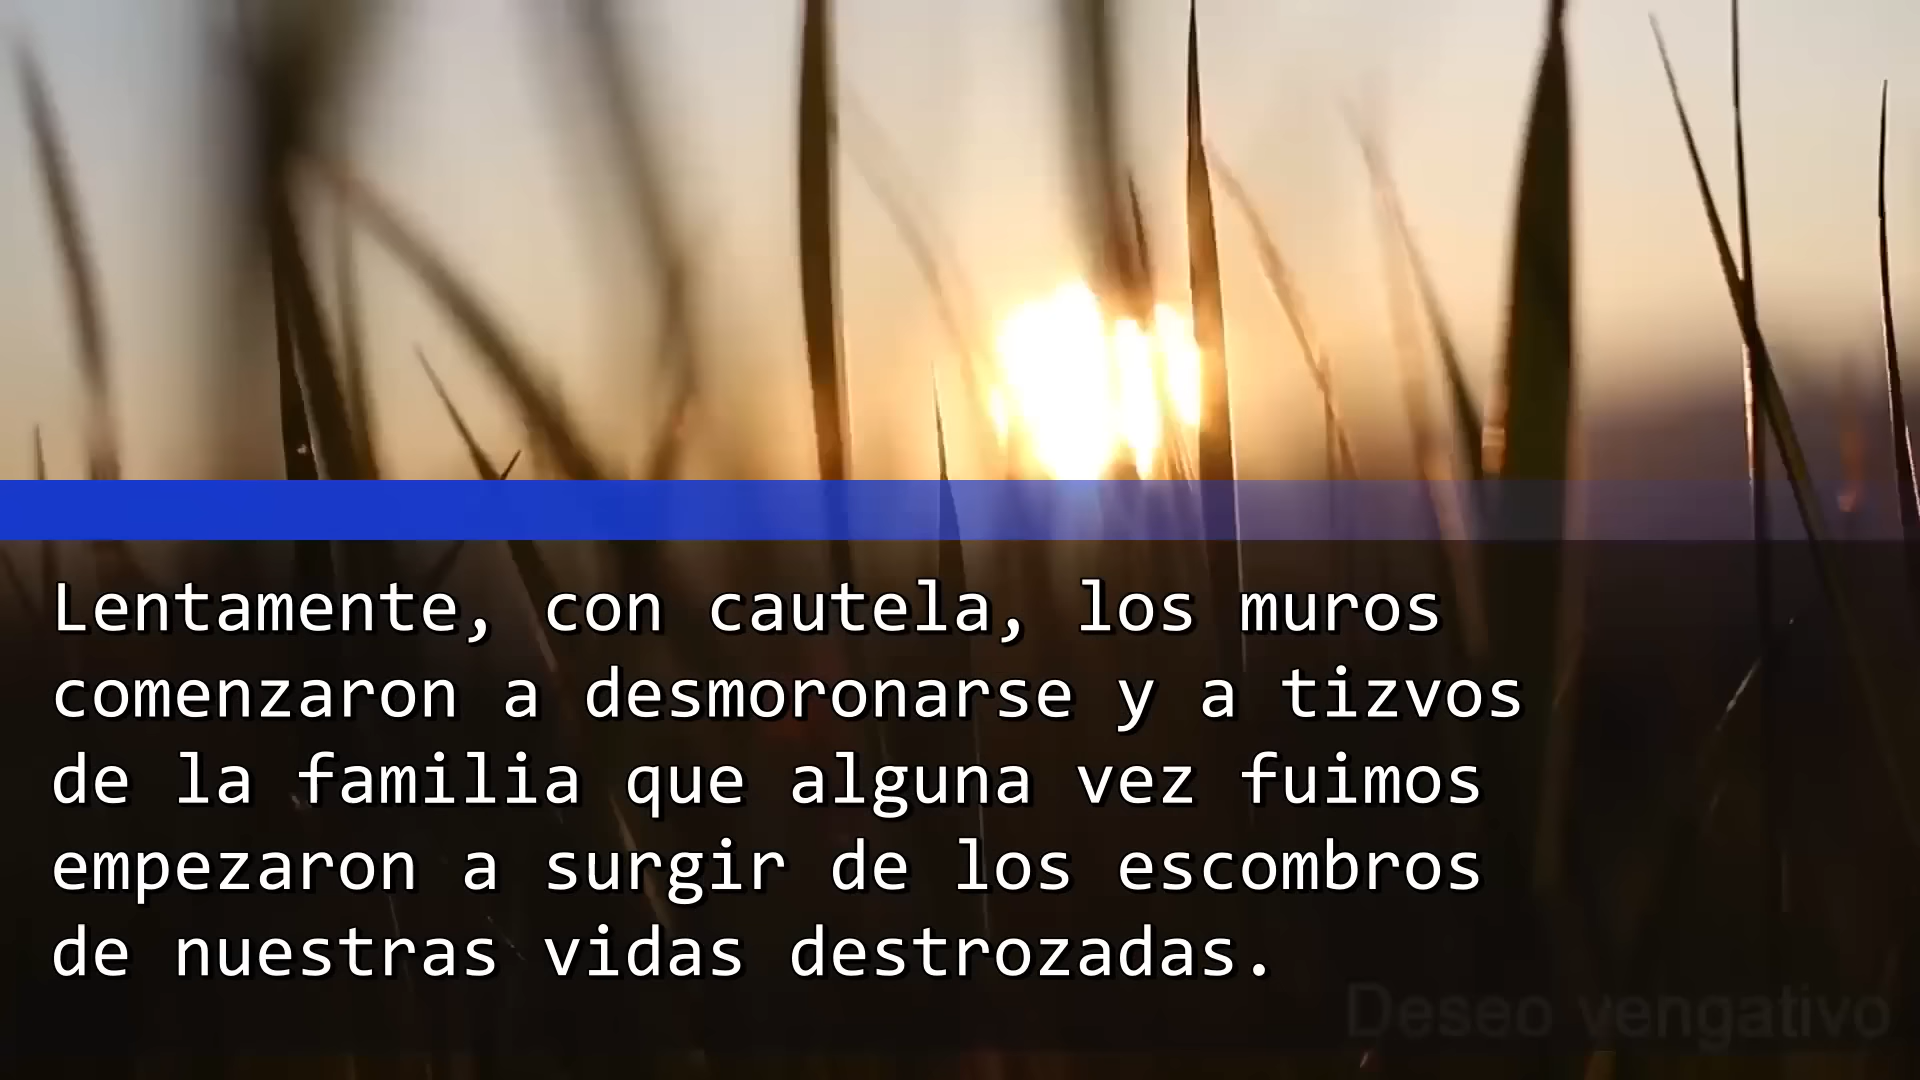 Lentamente, con cautela, los muros
comenzaron a desmoronarse y a tizvos
de la familia que alguna vez fuimos
empezaron a surgir de los escombros
de nuestras vidas destrozadas.
Deseo vengativo